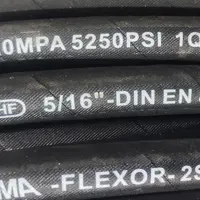 0MPA 5250PSI 1Q
HF 5/16"-DIN EN
MA -FLEXOR- 2S